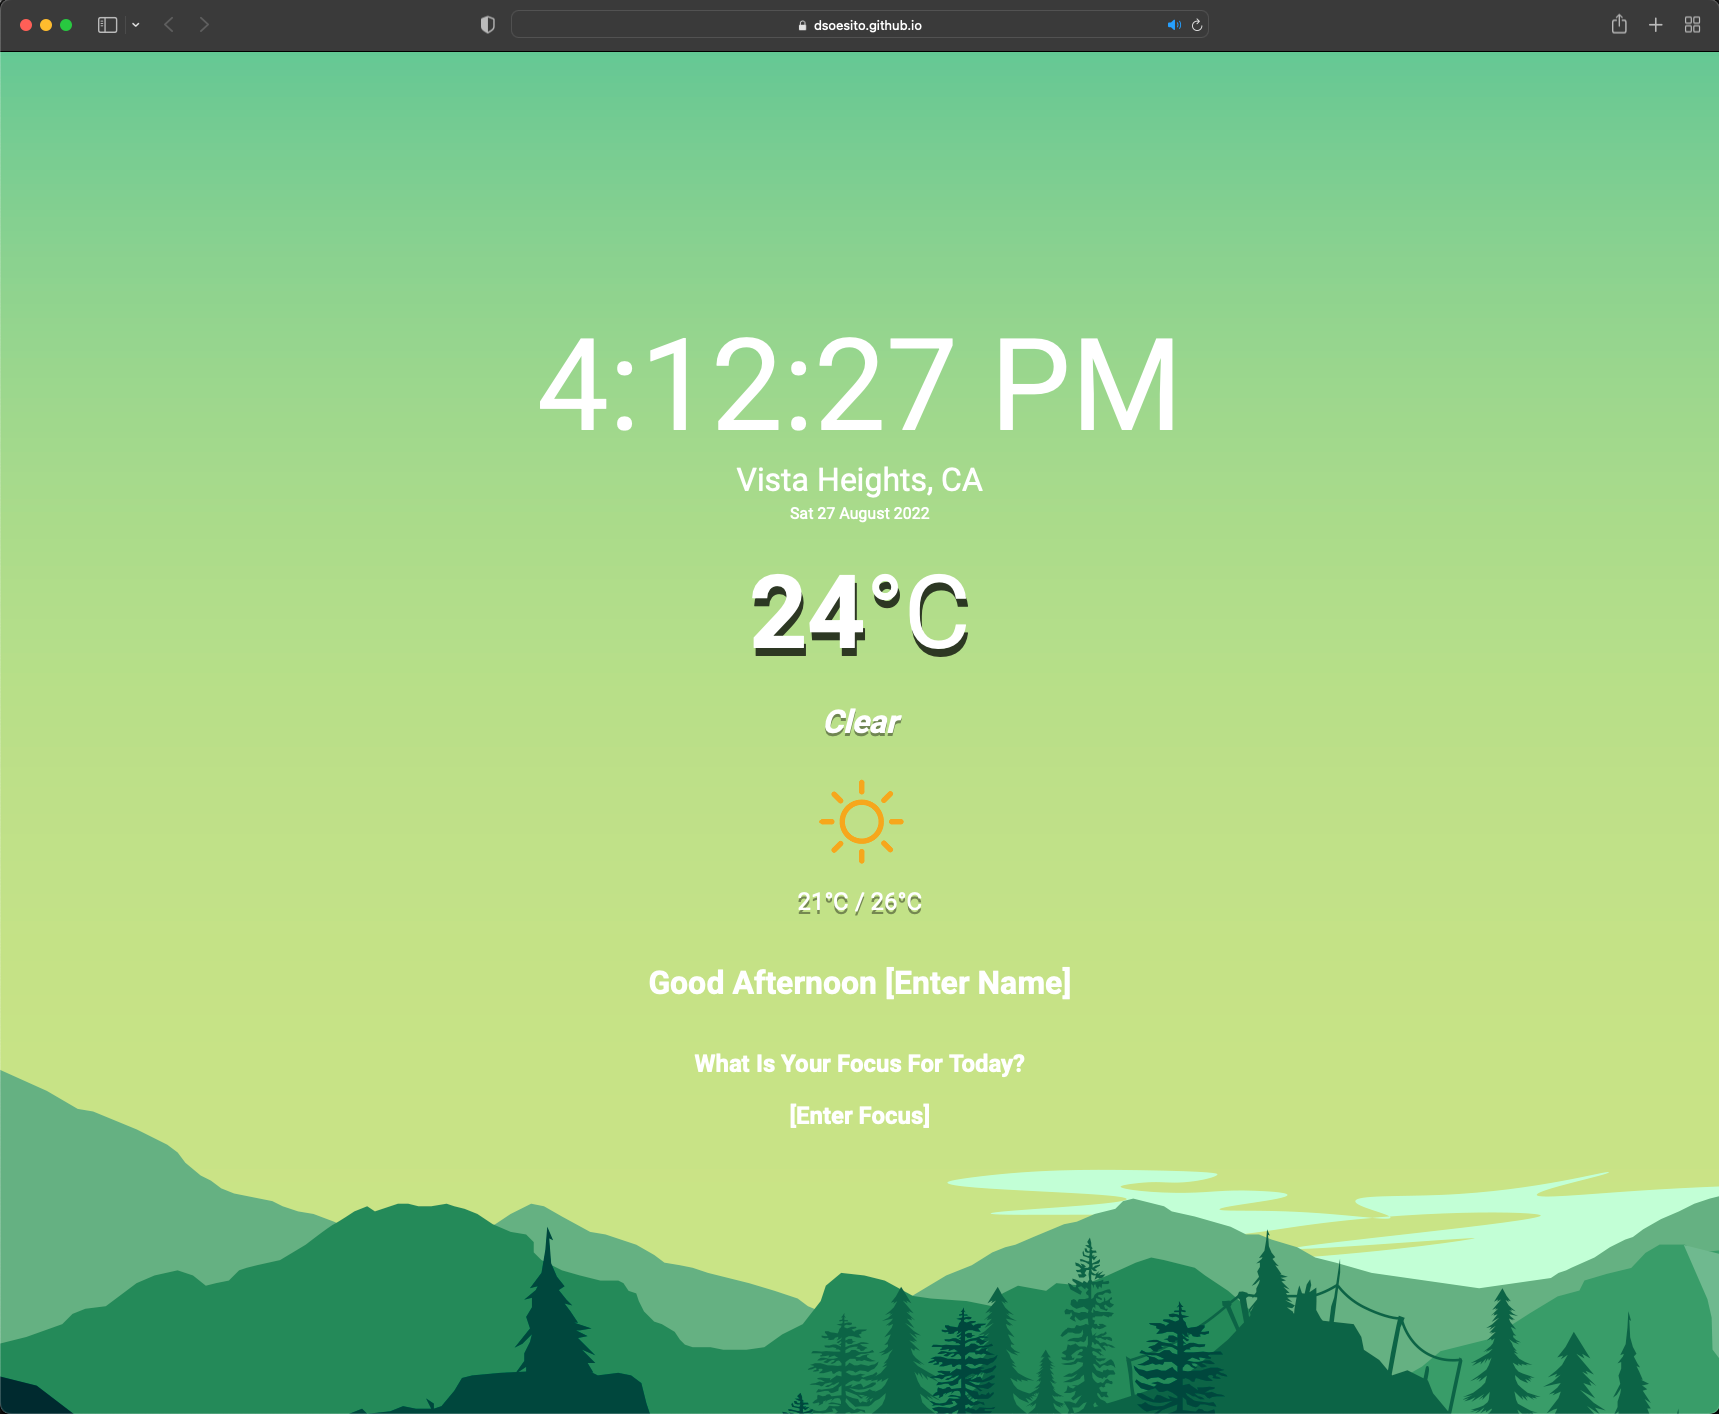 dsoesito.github.io
4:12:27 PM
Vista Heights, CA
Sat 27 August 2022
24°C
Clear
21°C / 26°C
Good Afternoon [Enter Name]
What Is Your Focus For Today?
[Enter Focus]